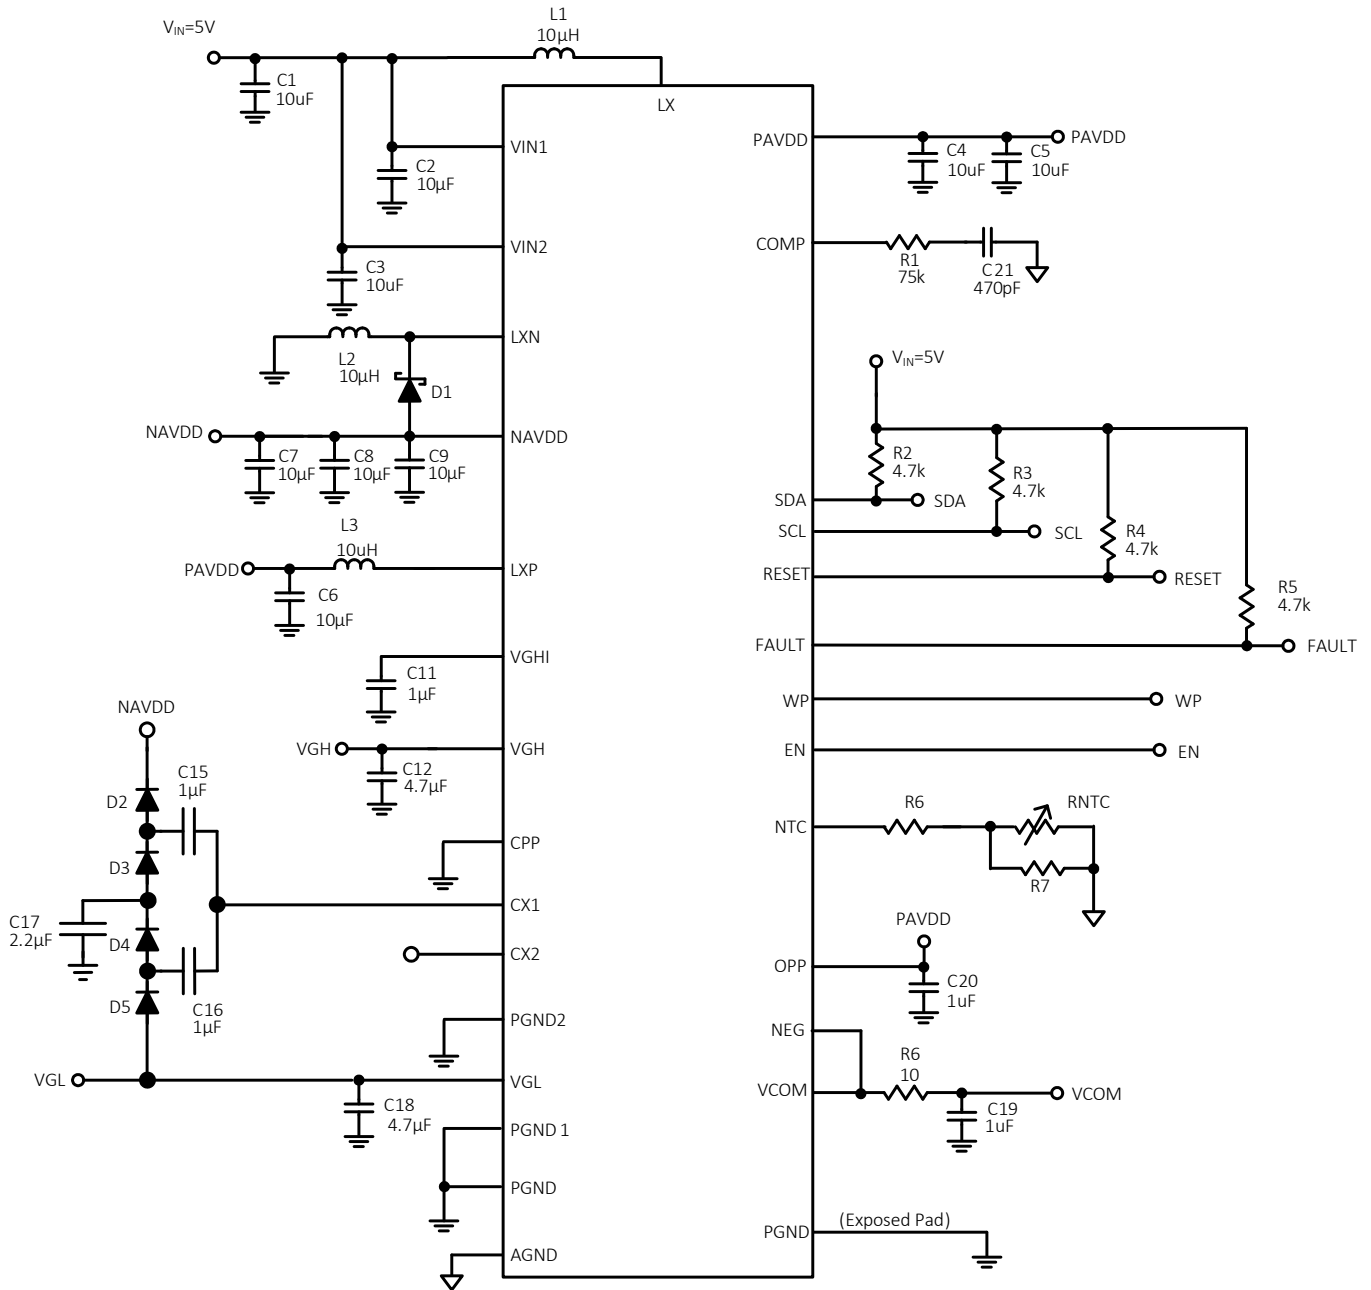 V_IN=5V
L1
10µH
C1
10uF
LX
VIN1
C2
10µF
VIN2
C3
10uF
LXN
L2
10µH
D1
NAVDD
NAVDD
C7
10µF
C8
10µF
C9
10µF
L3
10uH
PAVDD
LXP
C6
10µF
VGHI
C11
1µF
NAVDD
VGH
VGH
C12
4.7µF
C15
1µF
D2
CPP
D3
CX1
C17
2.2µF
D4
CX2
D5
C16
1µF
PGND2
VGL
VGL
C18
4.7µF
PGND 1
PGND
AGND
PAVDD
C4
10uF
C5
10uF
PAVDD
COMP
R1
75k
C21
470pF
V_IN=5V
R2
4.7k
R3
4.7k
SDA
SDA
SCL
SCL
R4
4.7k
RESET
RESET
R5
4.7k
FAULT
FAULT
WP
WP
EN
EN
R6
RNTC
NTC
R7
PAVDD
OPP
C20
1uF
NEG
R6
10
VCOM
VCOM
C19
1uF
PGND
(Exposed Pad)